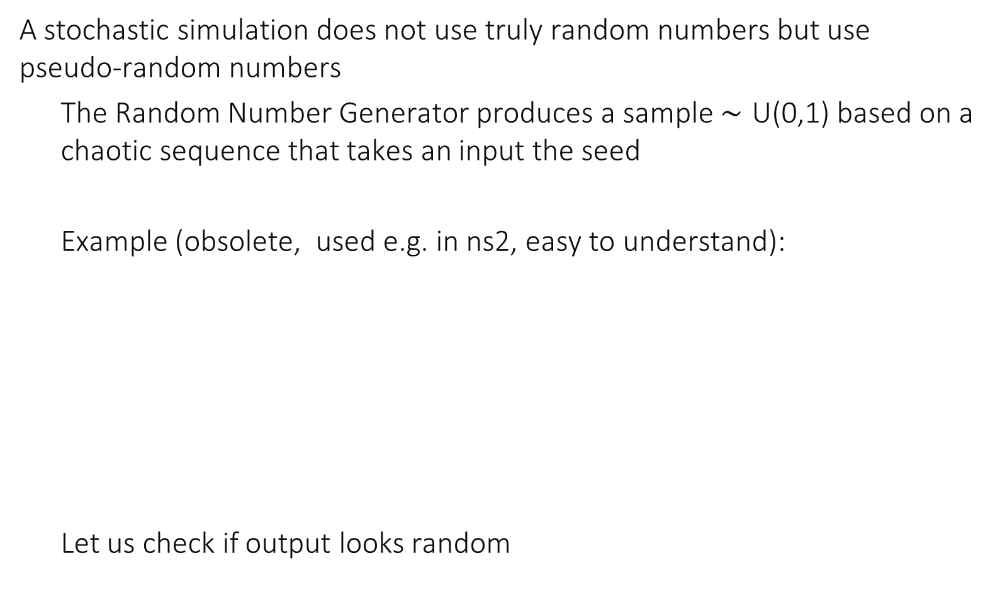 A stochastic simulation does not use truly random numbers but use
pseudo-random numbers
The Random Number Generator produces a sample ~ U(0,1) based on a
chaotic sequence that takes an input the seed
Example (obsolete,  used e.g. in ns2, easy to understand):
Let us check if output looks random